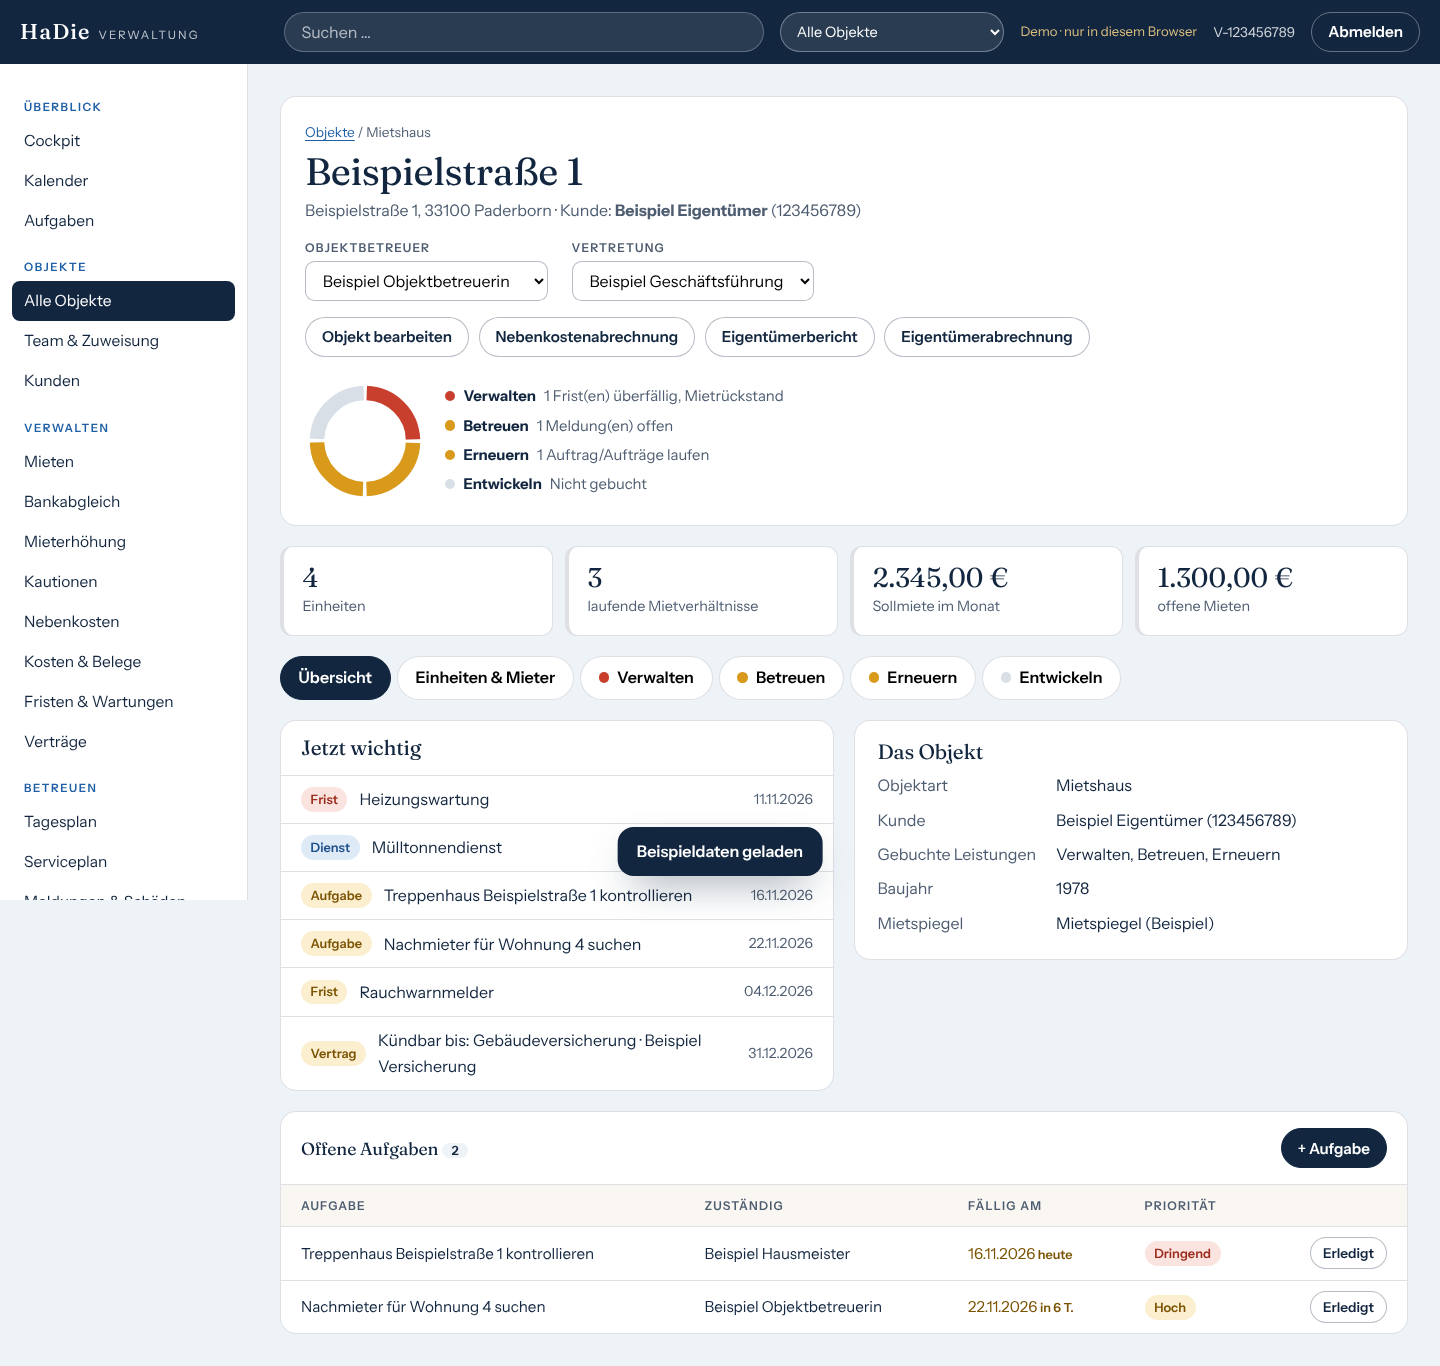 HaDie VERWALTUNG
Suchen ...
Alle Objekte
Demo · nur in diesem Browser
V-123456789
Abmelden
ÜBERBLICK
Cockpit
Kalender
Aufgaben
OBJEKTE
Alle Objekte
Team & Zuweisung
Kunden
VERWALTEN
Mieten
Bankabgleich
Mieterhöhung
Kautionen
Nebenkosten
Kosten & Belege
Fristen & Wartungen
Verträge
BETREUEN
Tagesplan
Serviceplan
Meldungen & Schäden
Objekte / Mietshaus
Beispielstraße 1
Beispielstraße 1, 33100 Paderborn · Kunde: Beispiel Eigentümer (123456789)
OBJEKTBETREUER VERTRETUNG
Beispiel Objektbetreuerin Beispiel Geschäftsführung
Objekt bearbeiten Nebenkostenabrechnung Eigentümerbericht Eigentümerabrechnung
Verwalten 1 Frist(en) überfällig, Mietrückstand
Betreuen 1 Meldung(en) offen
Erneuern 1 Auftrag/Aufträge laufen
Entwickeln Nicht gebucht
4
Einheiten
3
laufende Mietverhältnisse
2.345,00 €
Sollmiete im Monat
1.300,00 €
offene Mieten
Übersicht Einheiten & Mieter Verwalten Betreuen Erneuern Entwickeln
Jetzt wichtig
Frist Heizungswartung 11.11.2026
Dienst Mülltonnendienst
Beispieldaten geladen
Aufgabe Treppenhaus Beispielstraße 1 kontrollieren 16.11.2026
Aufgabe Nachmieter für Wohnung 4 suchen 22.11.2026
Frist Rauchwarnmelder 04.12.2026
Vertrag Kündbar bis: Gebäudeversicherung · Beispiel
Versicherung 31.12.2026
Das Objekt
Objektart Mietshaus
Kunde Beispiel Eigentümer (123456789)
Gebuchte Leistungen Verwalten, Betreuen, Erneuern
Baujahr 1978
Mietspiegel Mietspiegel (Beispiel)
Offene Aufgaben 2
+ Aufgabe
AUFGABE ZUSTÄNDIG FÄLLIG AM PRIORITÄT
Treppenhaus Beispielstraße 1 kontrollieren Beispiel Hausmeister 16.11.2026 heute Dringend Erledigt
Nachmieter für Wohnung 4 suchen Beispiel Objektbetreuerin 22.11.2026 in 6 T. Hoch Erledigt